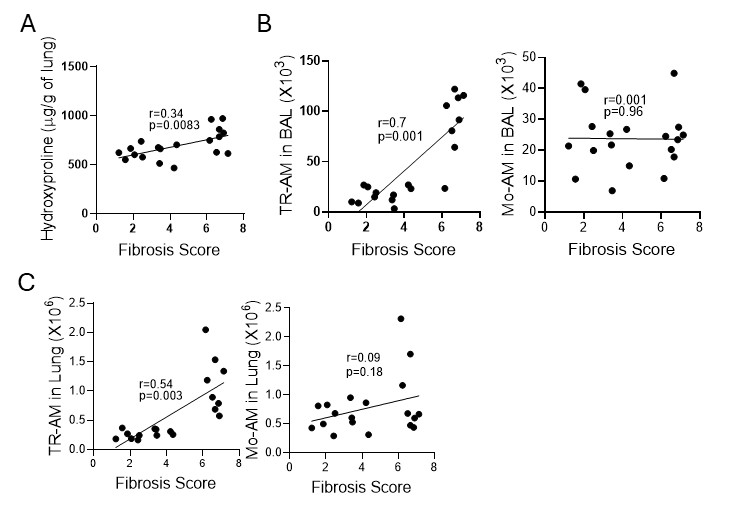 A
Hydroxyproline (µg/g of lung)
1500
1000
500
0
r=0.34
p=0.0083
0 2 4 6 8
Fibrosis Score
B
TR-AM in BAL (X10³)
150
100
50
0
r=0.7
p=0.001
0 2 4 6 8
Fibrosis Score
Mo-AM in BAL (X10³)
50
40
30
20
10
0
r=0.001
p=0.96
0 2 4 6 8
Fibrosis Score
C
TR-AM in Lung (X10⁶)
2.5
2.0
1.5
1.0
0.5
0.0
r=0.54
p=0.003
0 2 4 6 8
Fibrosis Score
Mo-AM in Lung (X10⁶)
2.5
2.0
1.5
1.0
0.5
0.0
r=0.09
p=0.18
0 2 4 6 8
Fibrosis Score